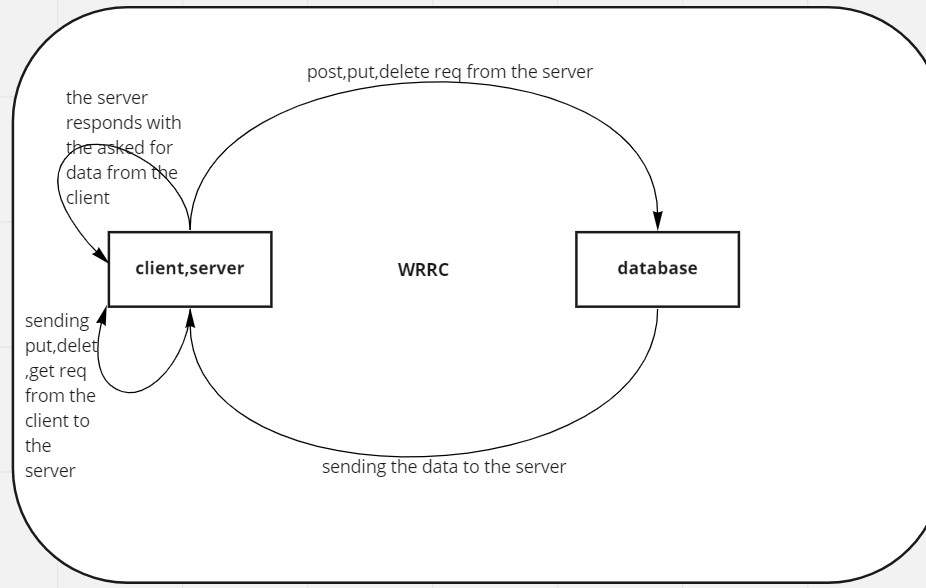 post,put,delete req from the server
the server
responds with
the asked for
data from the
client
client,server
WRRC
database
sending
put,delet
,get req
from the
client to
the
server
sending the data to the server